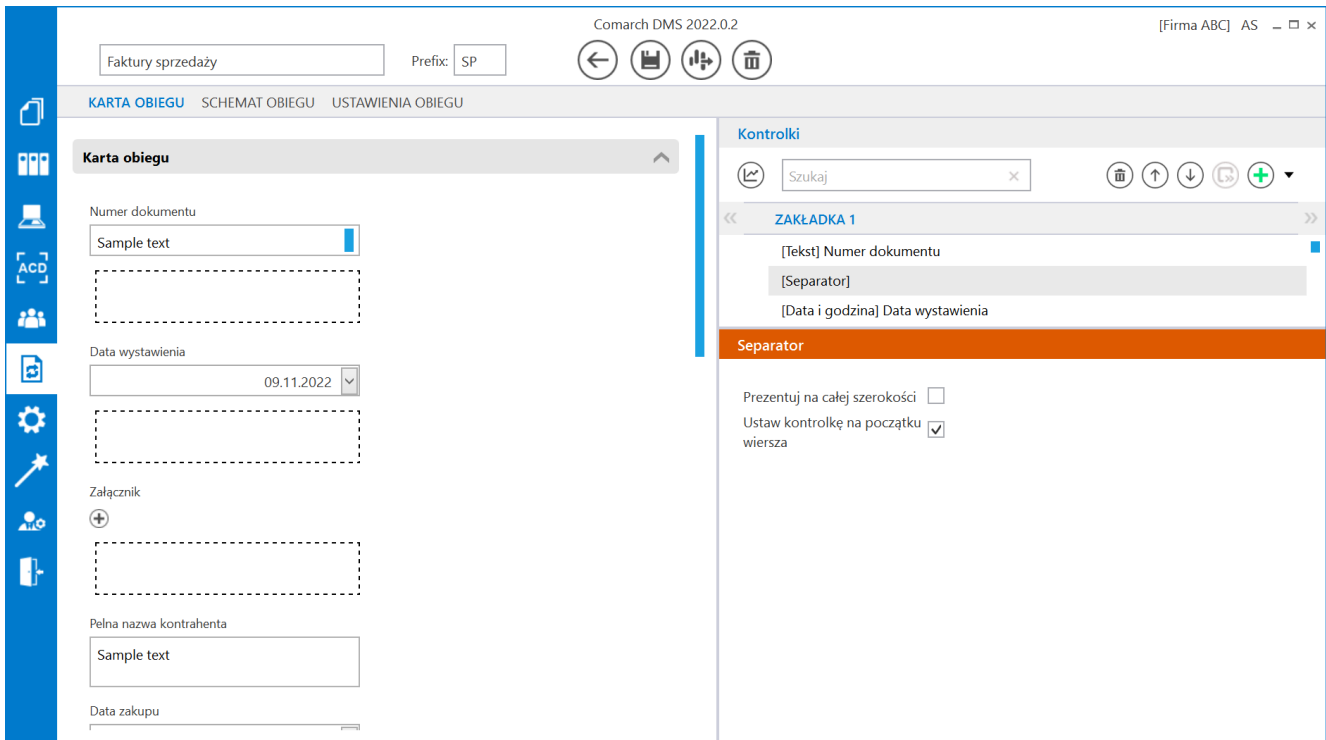 Comarch DMS 2022.0.2
[Firma ABC] AS
Faktury sprzedaży
Prefix: SP
KARTA OBIEGU SCHEMAT OBIEGU USTAWIENIA OBIEGU
ACD
Karta obiegu
Numer dokumentu
Sample text
Data wystawienia
09.11.2022
Załącznik
Pełna nazwa kontrahenta
Sample text
Data zakupu
Kontrolki
Szukaj
ZAKŁADKA 1
[Tekst] Numer dokumentu
[Separator]
[Data i godzina] Data wystawienia
Separator
Prezentuj na całej szerokości
Ustaw kontrolkę na początku
wiersza